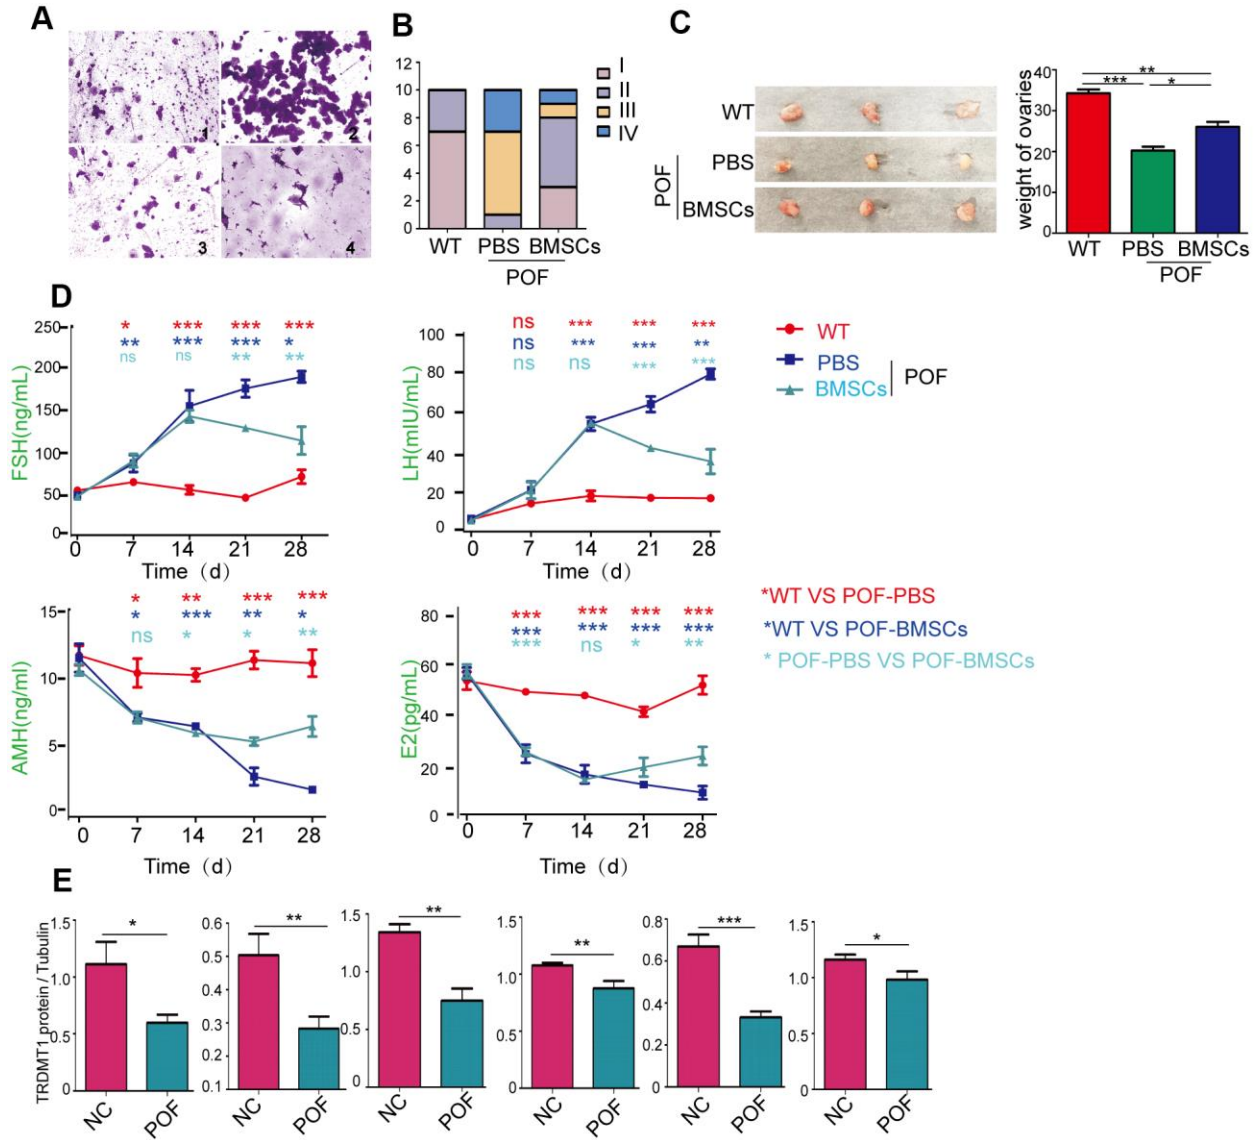 A
1
2
3
4
B
12
10
8
6
4
2
0
I
II
III
IV
WT PBS BMSCs
POF
C
WT
PBS
BMSCs
POF
weight of ovaries
40
30
20
10
0
**
*** *
WT PBS BMSCs
POF
D
FSH(ng/mL)
250
200
150
100
50
0
* *** *** ***
** *** *** *
ns ns ** **
0 7 14 21 28
Time (d)
LH(mIU/mL)
100
80
60
40
20
0
ns *** *** ***
ns *** *** **
ns ns *** ***
0 7 14 21 28
Time (d)
WT
PBS
BMSCs
POF
AMH(ng/ml)
15
10
5
0
* ** *** ***
* *** ** *
ns * * **
0 7 14 21 28
Time (d)
E2(pg/mL)
80
60
40
20
0
*** *** *** ***
*** *** *** ***
*** ns * **
0 7 14 21 28
Time (d)
*WT VS POF-PBS
*WT VS POF-BMSCs
* POF-PBS VS POF-BMSCs
E
TRDMT1 protein / Tubulin
1.5
1.0
0.5
0
*
NC POF
0.6
0.5
0.4
0.3
0.2
0.1
**
NC POF
1.5
1.0
0.5
0
**
NC POF
1.5
1.0
0.5
0
**
NC POF
0.8
0.6
0.4
0.2
0
***
NC POF
1.5
1.0
0.5
0
*
NC POF